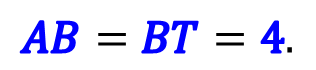 AB = BT = 4.